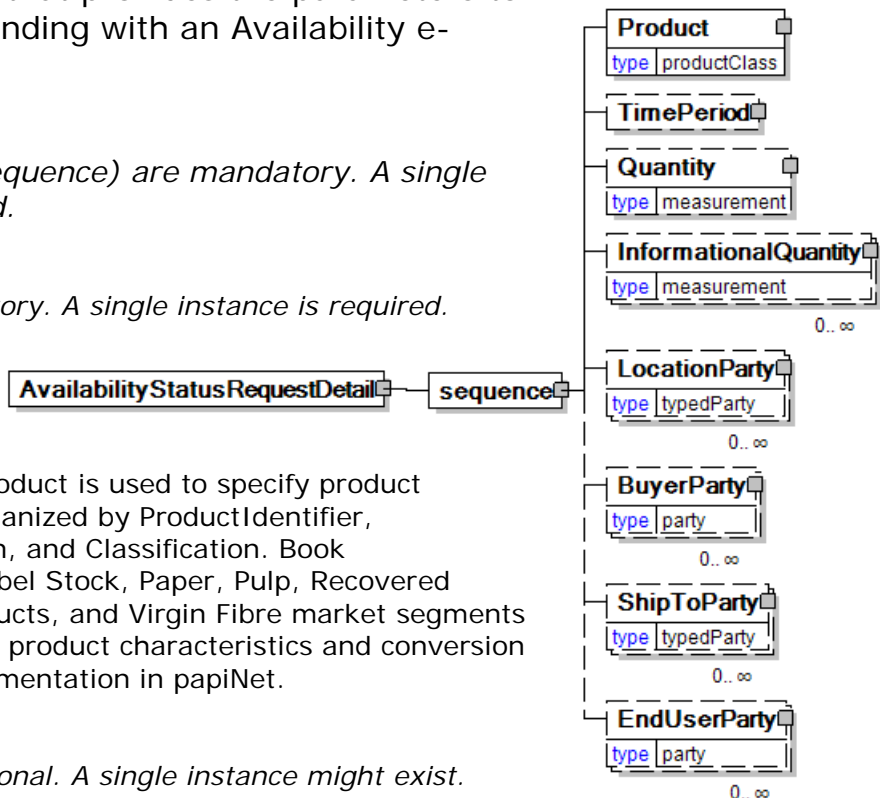 nding with an Availability e-
equence) are mandatory. A single
d.
ory. A single instance is required.
oduct is used to specify product
anized by ProductIdentifier,
n, and Classification. Book
bel Stock, Paper, Pulp, Recovered
ucts, and Virgin Fibre market segments
product characteristics and conversion
mentation in papiNet.
onal. A single instance might exist.
AvailabilityStatusRequestDetail
sequence
Product
type productClass
TimePeriod
Quantity
type measurement
InformationalQuantity
type measurement
0.. ∞
LocationParty
type typedParty
0.. ∞
BuyerParty
type party
0.. ∞
ShipToParty
type typedParty
0.. ∞
EndUserParty
type party
0.. ∞